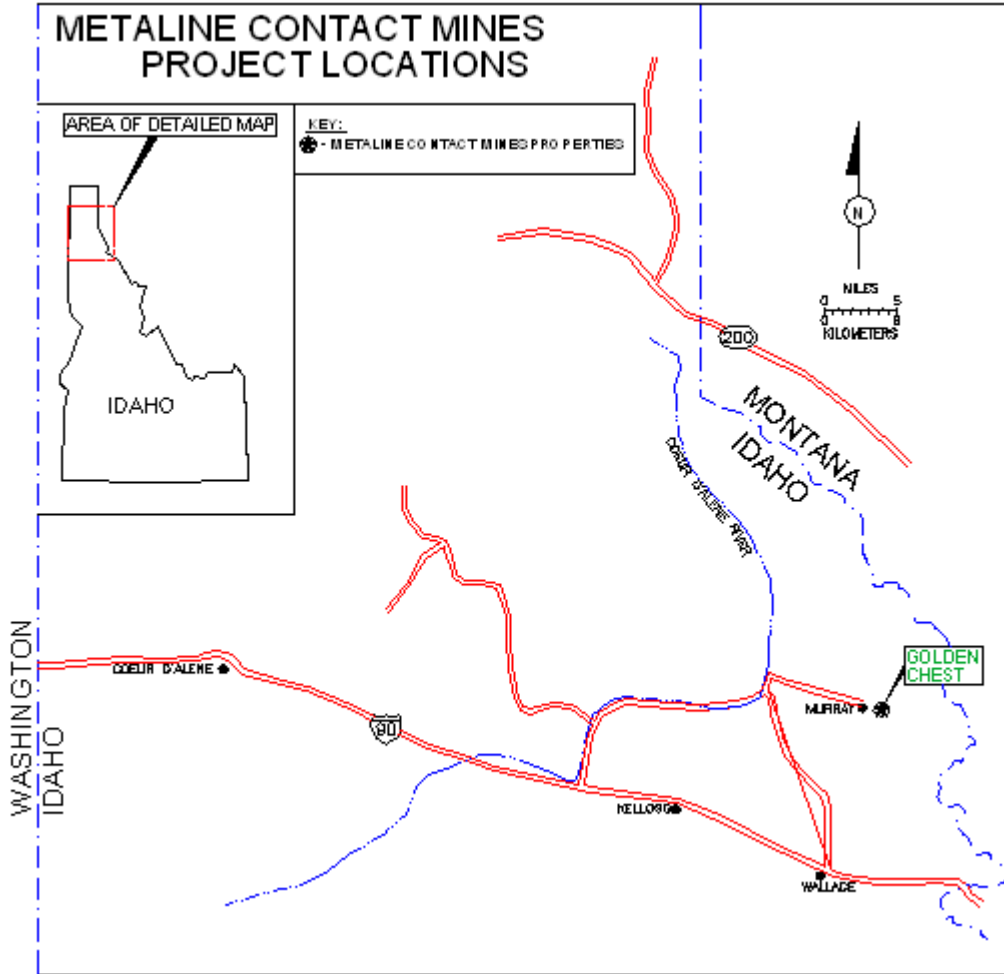 METALINE CONTACT MINES
PROJECT LOCATIONS
AREA OF DETAILED MAP
KEY:
- METALINE CONTACT MINES PROPERTIES
IDAHO
N
MILES
0 5
0 8
KILOMETERS
200
MONTANA
IDAHO
COEUR D'ALENE RIVER
WASHINGTON
IDAHO
COEUR D'ALENE
90
GOLDEN
CHEST
MURRAY
KELLOGG
WALLACE